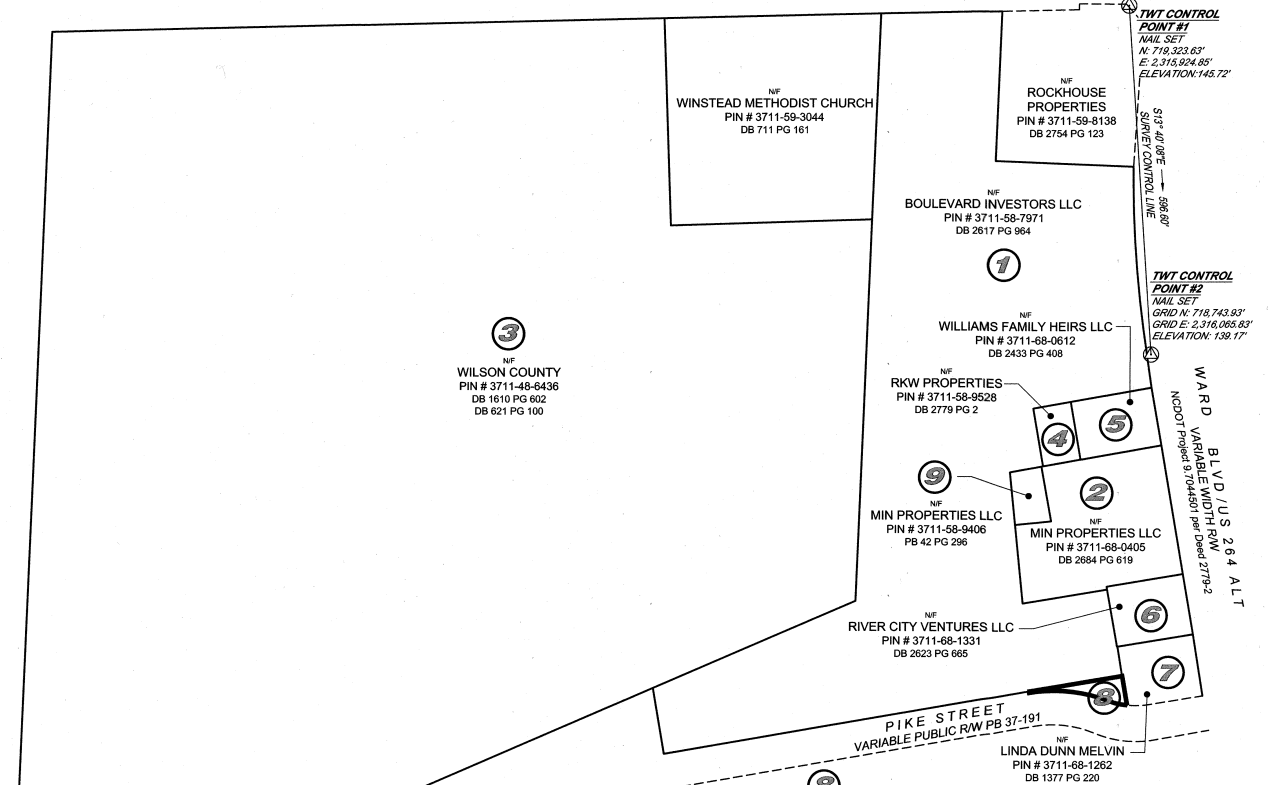 TWT CONTROL
POINT #1
NAIL SET
N: 719,323.63'
E: 2,315,924.85'
ELEVATION:145.72'
N/F
WINSTEAD METHODIST CHURCH
PIN # 3711-59-3044
DB 711 PG 161
N/F
ROCKHOUSE
PROPERTIES
PIN # 3711-59-8138
DB 2754 PG 123
S13° 40' 08"E 596.60'
SURVEY CONTROL LINE
N/F
BOULEVARD INVESTORS LLC
PIN # 3711-58-7971
DB 2617 PG 964
1
TWT CONTROL
POINT #2
NAIL SET
GRID N: 718,743.93'
GRID E: 2,316,065.83'
ELEVATION: 139.17'
3
N/F
WILSON COUNTY
PIN # 3711-48-6436
DB 1610 PG 602
DB 621 PG 100
N/F
WILLIAMS FAMILY HEIRS LLC
PIN # 3711-68-0612
DB 2433 PG 408
N/F
RKW PROPERTIES
PIN # 3711-58-9528
DB 2779 PG 2
4
5
WARD BLVD / US 264 ALT
VARIABLE WIDTH R/W
NCDOT Project 9.7044501 per Deed 2779-2
9
N/F
MIN PROPERTIES LLC
PIN # 3711-58-9406
PB 42 PG 296
2
N/F
MIN PROPERTIES LLC
PIN # 3711-68-0405
DB 2684 PG 619
N/F
RIVER CITY VENTURES LLC
PIN # 3711-68-1331
DB 2623 PG 665
6
7
8
PIKE STREET
VARIABLE PUBLIC R/W PB 37-191
N/F
LINDA DUNN MELVIN
PIN # 3711-68-1262
DB 1377 PG 220